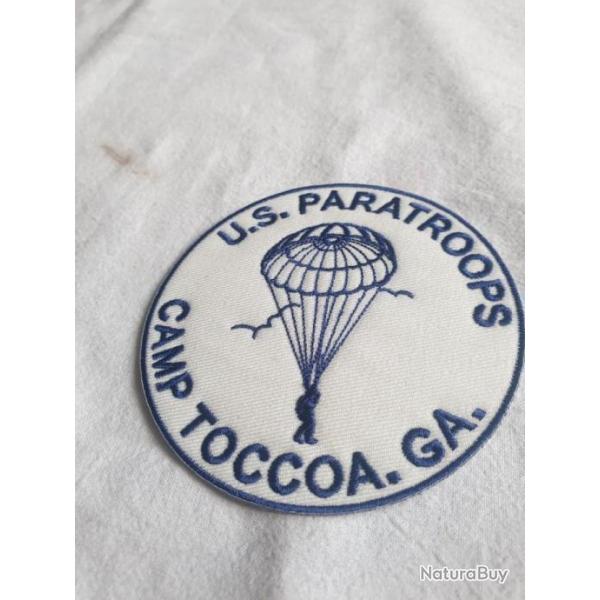 U.S. PARATROOPS
CAMP TOCCOA. GA.
NaturaBuy